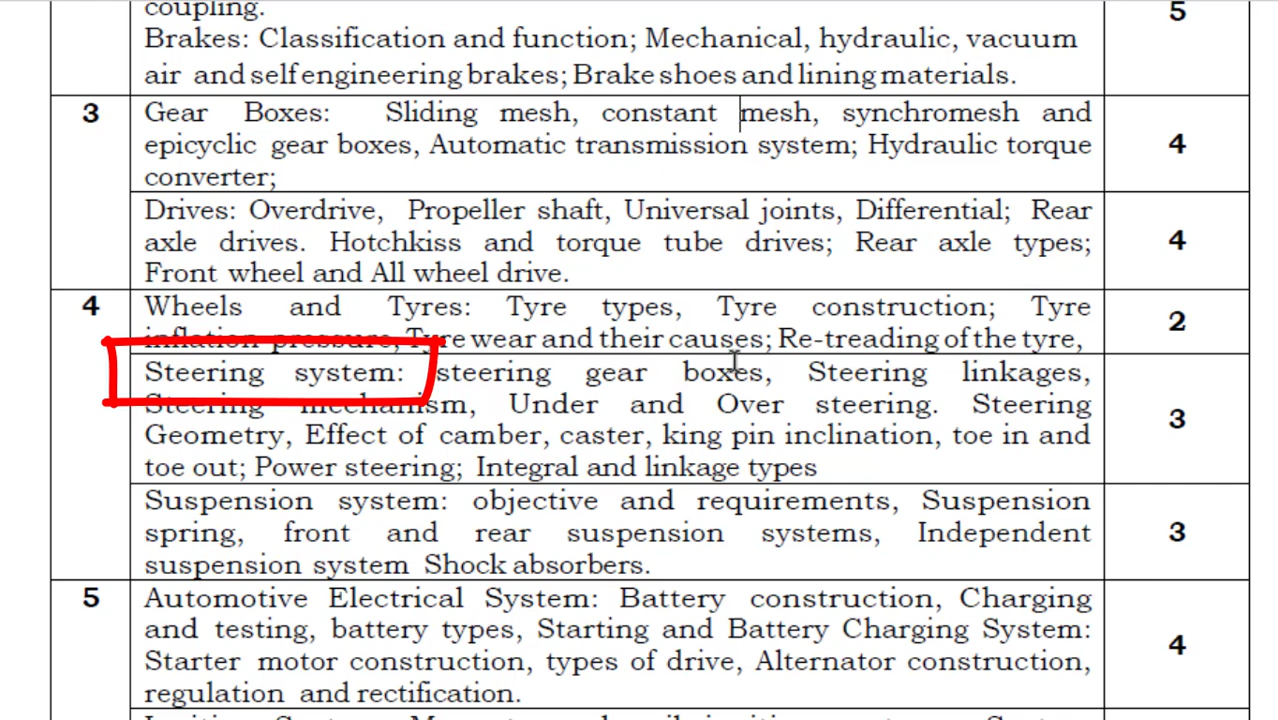 coupling.
5
Brakes: Classification and function; Mechanical, hydraulic, vacuum
air and self engineering brakes; Brake shoes and lining materials.
3
Gear Boxes: Sliding mesh, constant mesh, synchromesh and
epicyclic gear boxes, Automatic transmission system; Hydraulic torque
converter;
4
Drives: Overdrive, Propeller shaft, Universal joints, Differential; Rear
axle drives. Hotchkiss and torque tube drives; Rear axle types;
Front wheel and All wheel drive.
4
4
Wheels and Tyres: Tyre types, Tyre construction; Tyre
inflation pressure, Tyre wear and their causes; Re-treading of the tyre,
2
Steering system: steering gear boxes, Steering linkages,
Steering mechanism, Under and Over steering. Steering
Geometry, Effect of camber, caster, king pin inclination, toe in and
toe out; Power steering; Integral and linkage types
3
Suspension system: objective and requirements, Suspension
spring, front and rear suspension systems, Independent
suspension system Shock absorbers.
3
5
Automotive Electrical System: Battery construction, Charging
and testing, battery types, Starting and Battery Charging System:
Starter motor construction, types of drive, Alternator construction,
regulation and rectification.
4